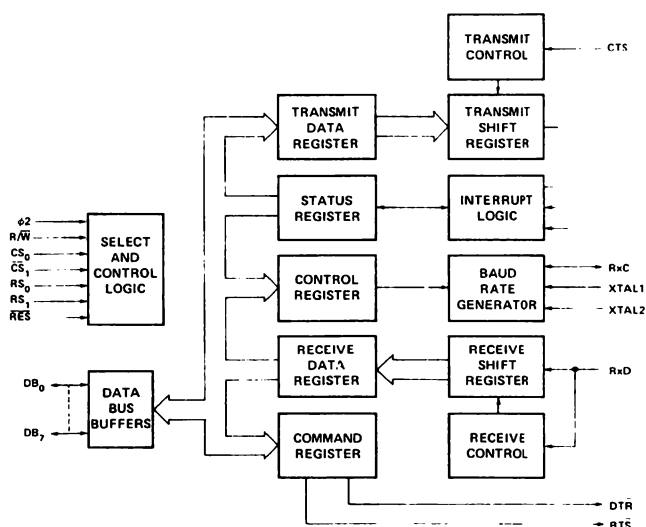 TRANSMIT
CONTROL
CTS
TRANSMIT
DATA
REGISTER
TRANSMIT
SHIFT
REGISTER
STATUS
REGISTER
INTERRUPT
LOGIC
φ2
R/W̅
CS₀
C̅S̅₁
RS₀
RS₁
R̅E̅S̅
SELECT
AND
CONTROL
LOGIC
CONTROL
REGISTER
BAUD
RATE
GENERATOR
RxC
XTAL1
XTAL2
RECEIVE
DATA
REGISTER
RECEIVE
SHIFT
REGISTER
RxD
DB₀
DB₇
DATA
BUS
BUFFERS
COMMAND
REGISTER
RECEIVE
CONTROL
DTR̅
RTS̅